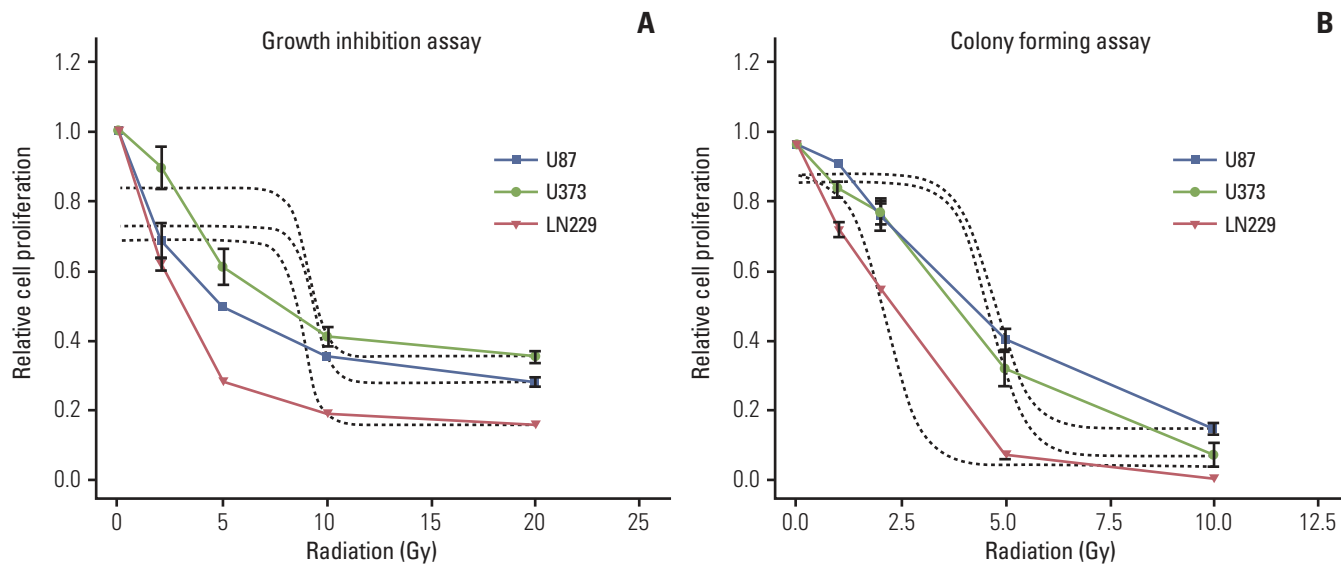 A
Growth inhibition assay
1.2
1.0
0.8
0.6
0.4
0.2
0.0
Relative cell proliferation
U87
U373
LN229
0 5 10 15 20 25
Radiation (Gy)
B
Colony forming assay
1.2
1.0
0.8
0.6
0.4
0.2
0.0
Relative cell proliferation
U87
U373
LN229
0.0 2.5 5.0 7.5 10.0 12.5
Radiation (Gy)